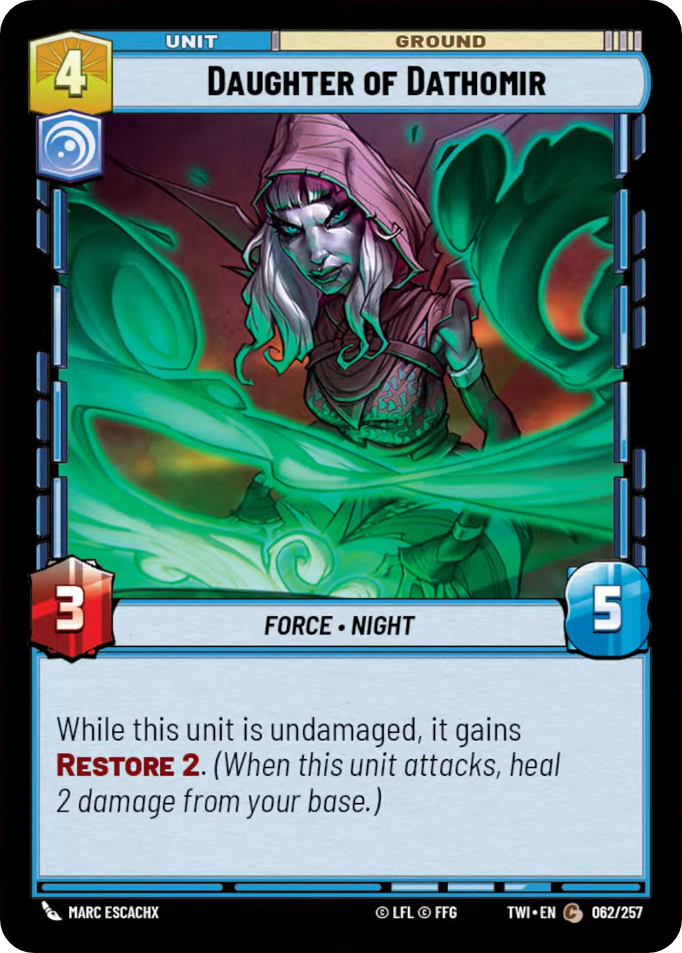 UNIT
GROUND
4
DAUGHTER OF DATHOMIR
3
FORCE • NIGHT
5
While this unit is undamaged, it gains
RESTORE 2. (When this unit attacks, heal
2 damage from your base.)
MARC ESCACHX
© LFL © FFG
TWI • EN C 062/257